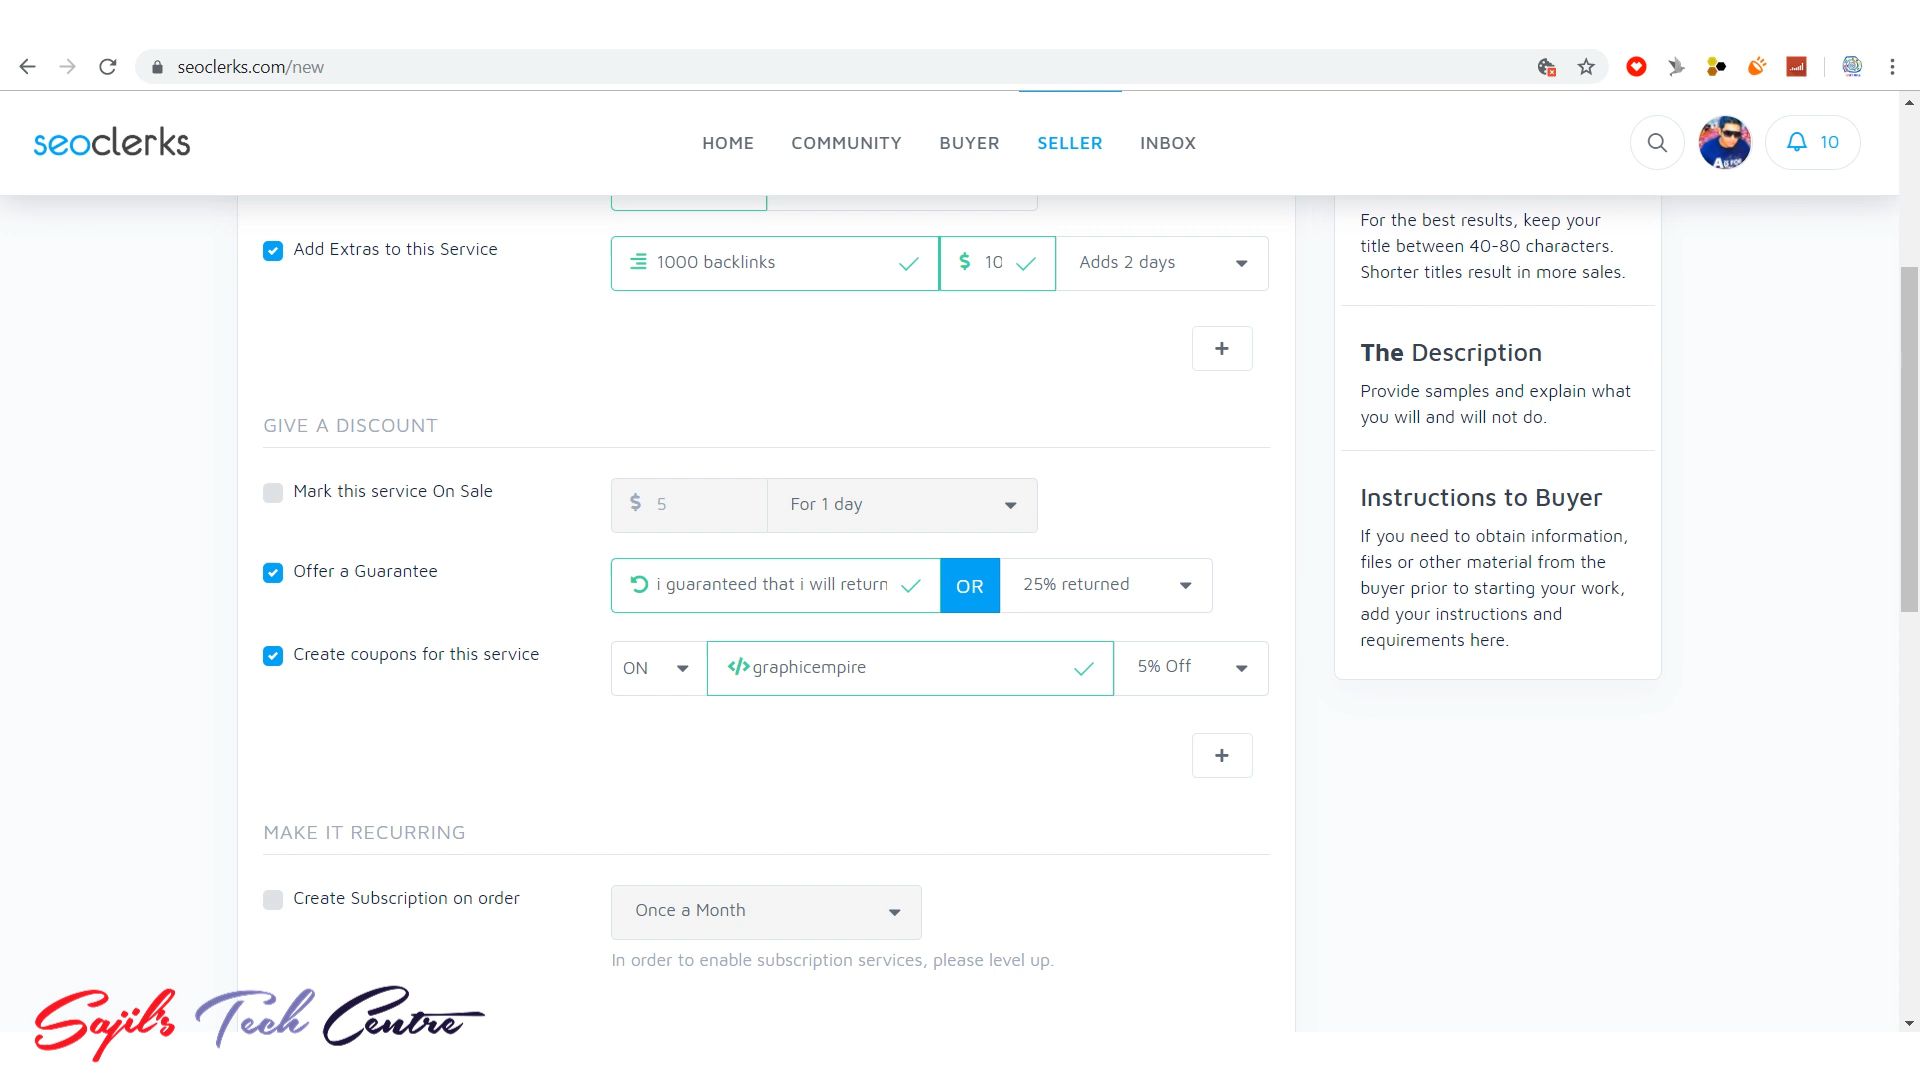 seoclerks.com/new
seoclerks
HOME
COMMUNITY
BUYER
SELLER
INBOX
10
Add Extras to this Service
1000 backlinks
$ 10
Adds 2 days
+
GIVE A DISCOUNT
Mark this service On Sale
$ 5
For 1 day
Offer a Guarantee
i guaranteed that i will return
OR
25% returned
Create coupons for this service
ON
</> graphicempire
5% Off
+
MAKE IT RECURRING
Create Subscription on order
Once a Month
In order to enable subscription services, please level up.
For the best results, keep your
title between 40-80 characters.
Shorter titles result in more sales.
The Description
Provide samples and explain what
you will and will not do.
Instructions to Buyer
If you need to obtain information,
files or other material from the
buyer prior to starting your work,
add your instructions and
requirements here.
Sajil's Tech Centre